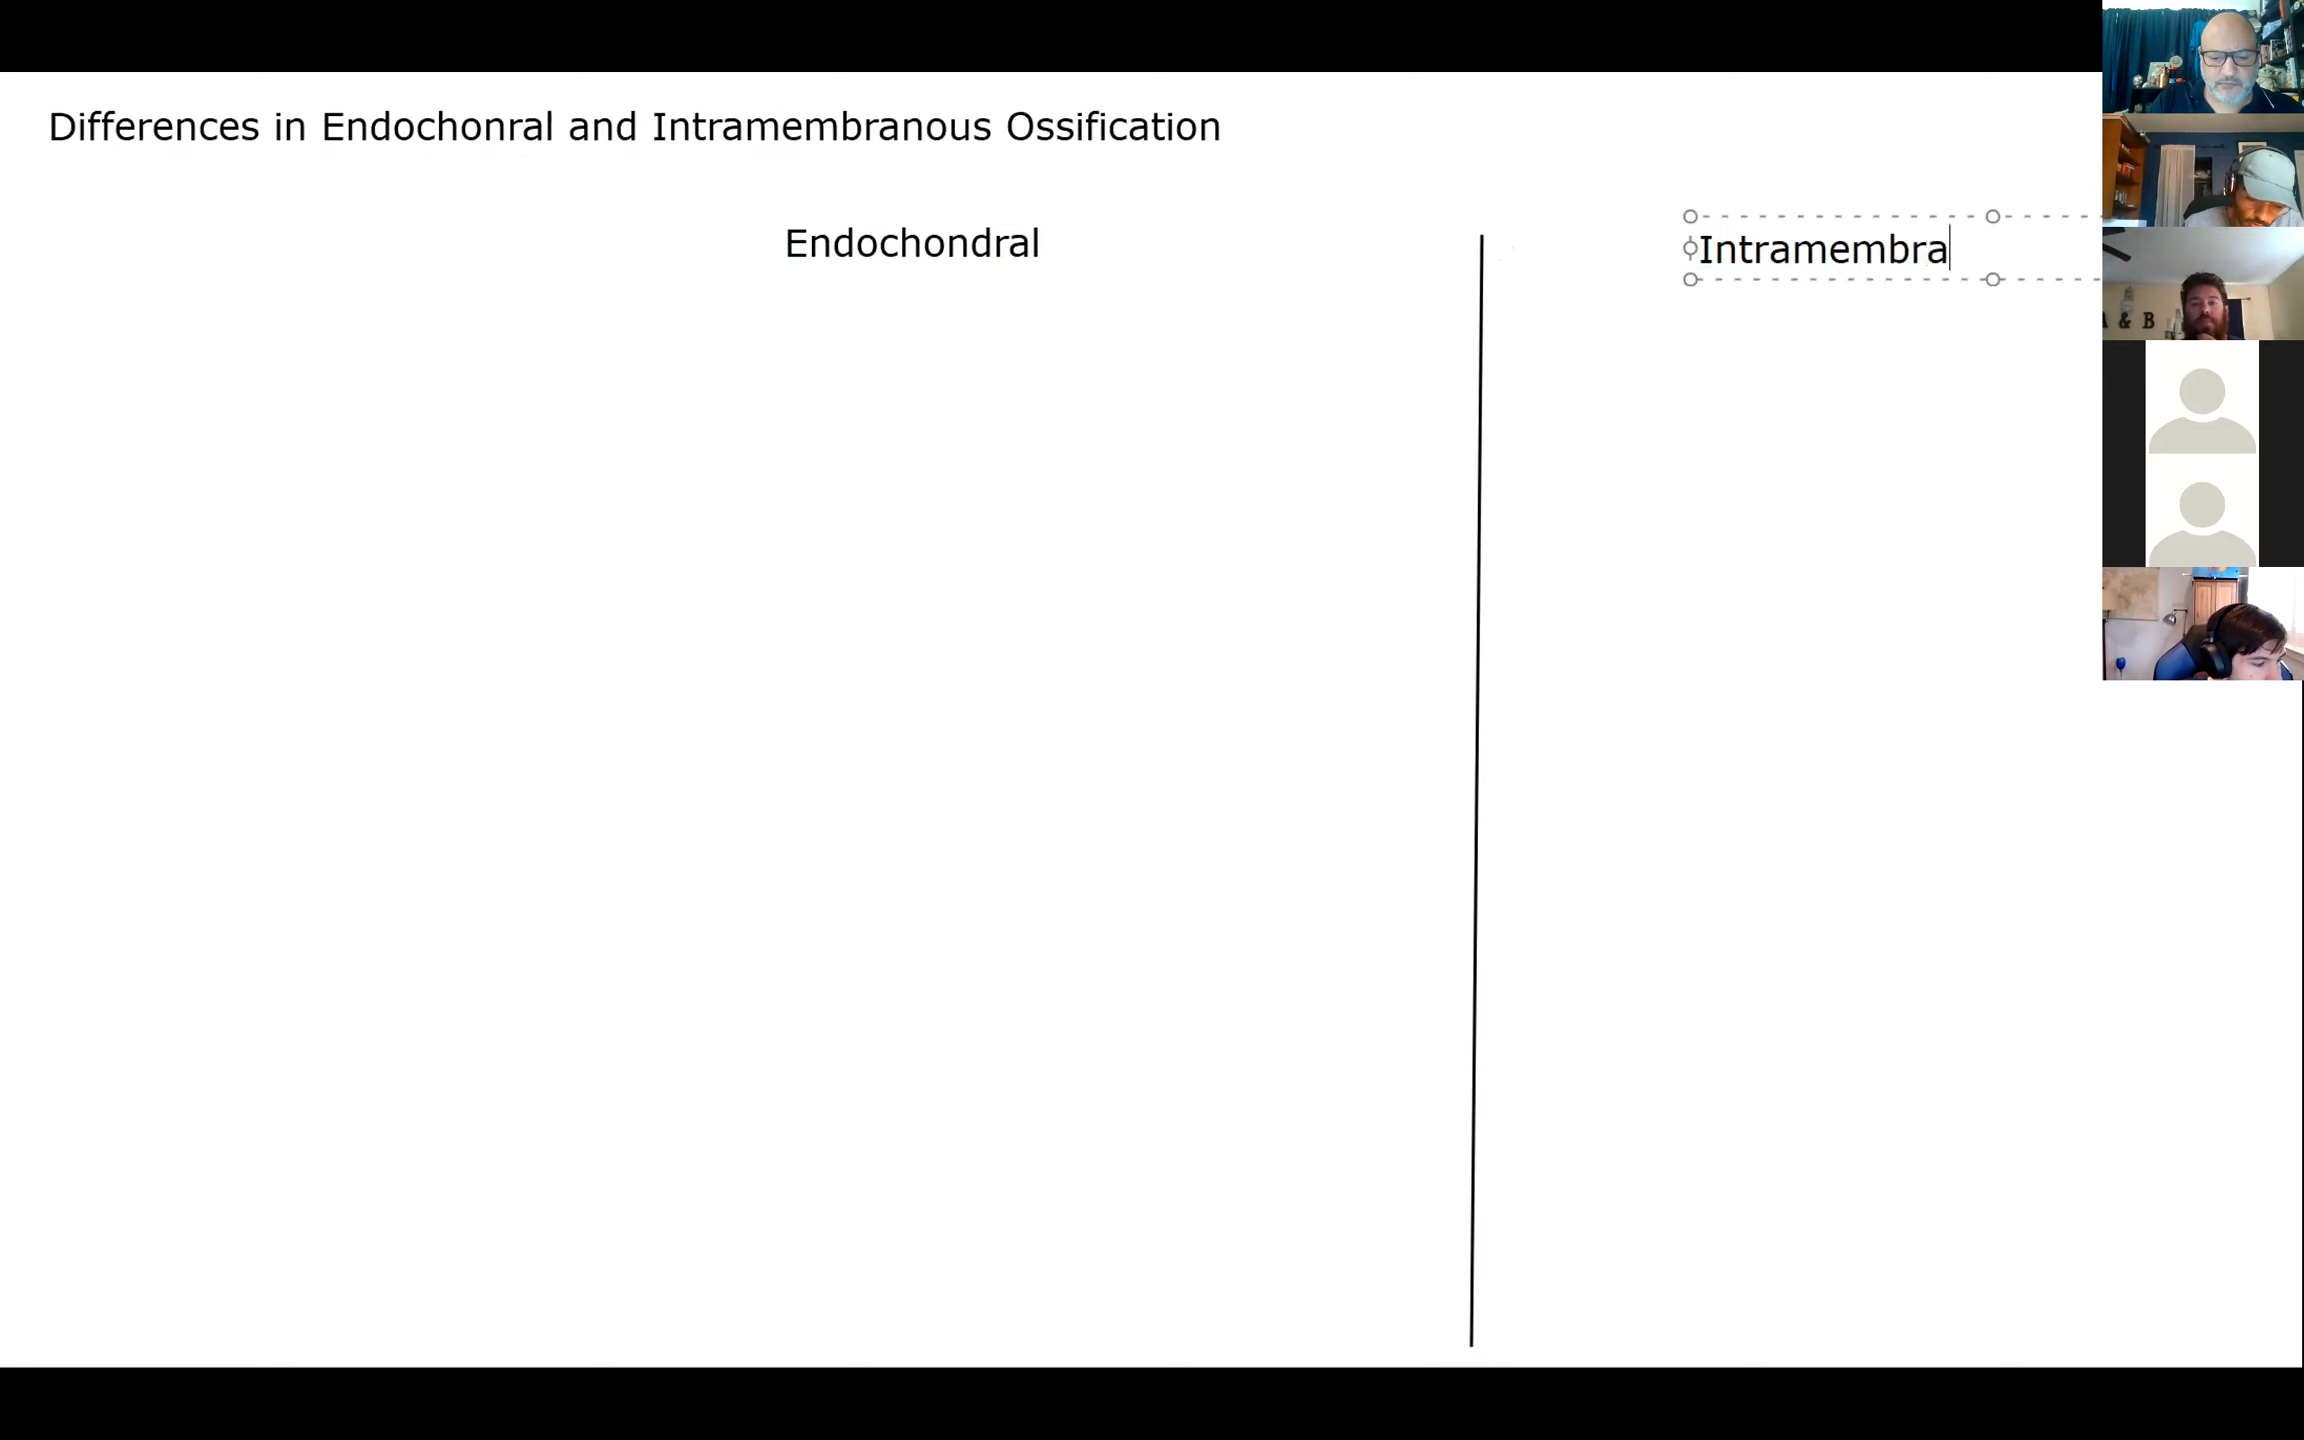 Differences in Endochonral and Intramembranous Ossification
Endochondral
Intramembra
A & B